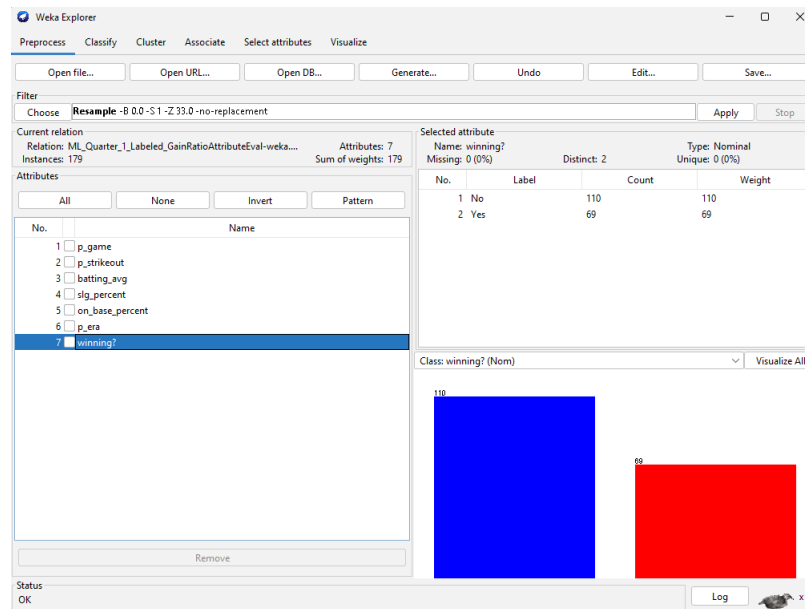 Weka Explorer
Preprocess Classify Cluster Associate Select attributes Visualize
Open file... Open URL... Open DB... Generate... Undo Edit... Save...
Filter
Choose Resample -B 0.0 -S 1 -Z 33.0 -no-replacement Apply Stop
Current relation
Relation: ML_Quarter_1_Labeled_GainRatioAttributeEval-weka.... Attributes: 7
Instances: 179 Sum of weights: 179
Attributes
All None Invert Pattern
No. Name
1 p_game
2 p_strikeout
3 batting_avg
4 slg_percent
5 on_base_percent
6 p_era
7 winning?
Remove
Selected attribute
Name: winning? Type: Nominal
Missing: 0 (0%) Distinct: 2 Unique: 0 (0%)
No. Label Count Weight
1 No 110 110
2 Yes 69 69
Class: winning? (Nom) Visualize All
110
69
Status
OK
Log x